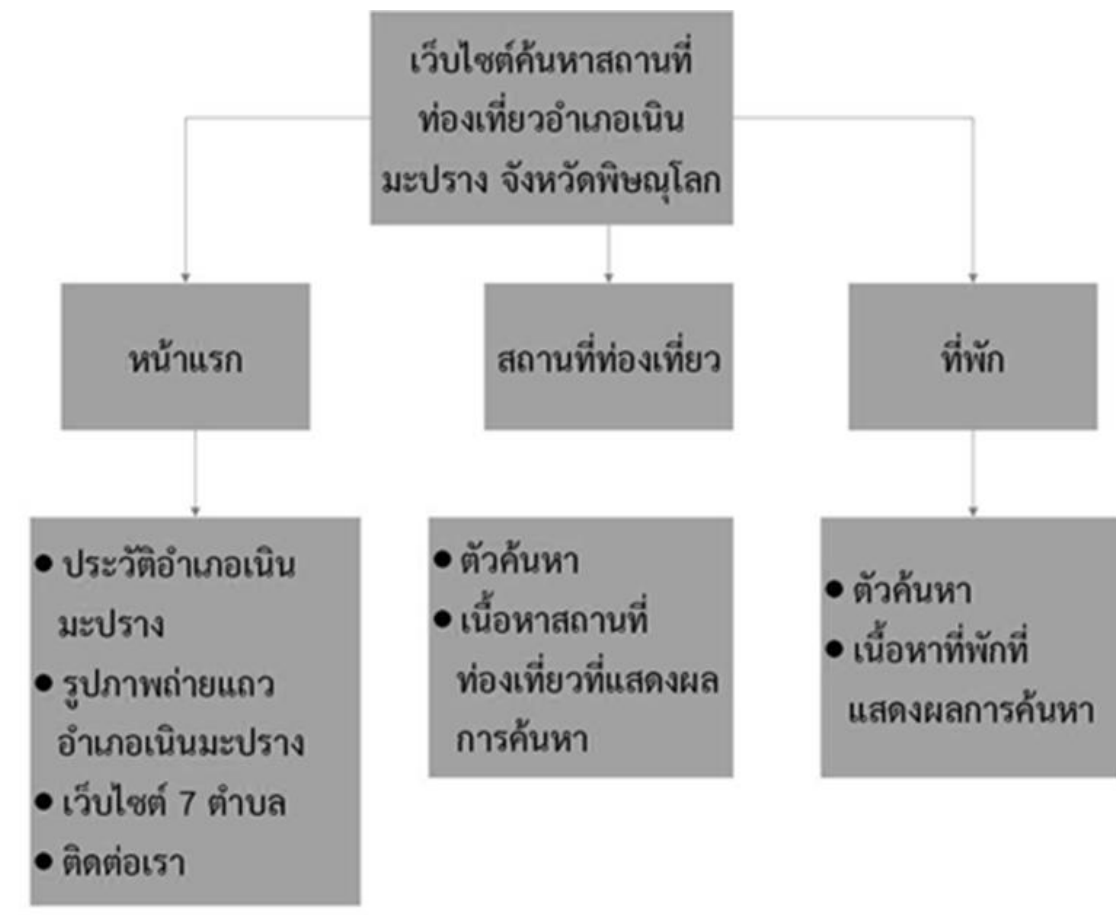 เว็บไซต์ค้นหาสถานที่
ท่องเที่ยวอำเภอเนิน
มะปราง จังหวัดพิษณุโลก
หน้าแรก
สถานที่ท่องเที่ยว
ที่พัก
● ประวัติอำเภอเนิน
มะปราง
● รูปภาพถ่ายแถว
อำเภอเนินมะปราง
● เว็บไซต์ 7 ตำบล
● ติดต่อเรา
● ตัวค้นหา
● เนื้อหาสถานที่
ท่องเที่ยวที่แสดงผล
การค้นหา
● ตัวค้นหา
● เนื้อหาที่พักที่
แสดงผลการค้นหา